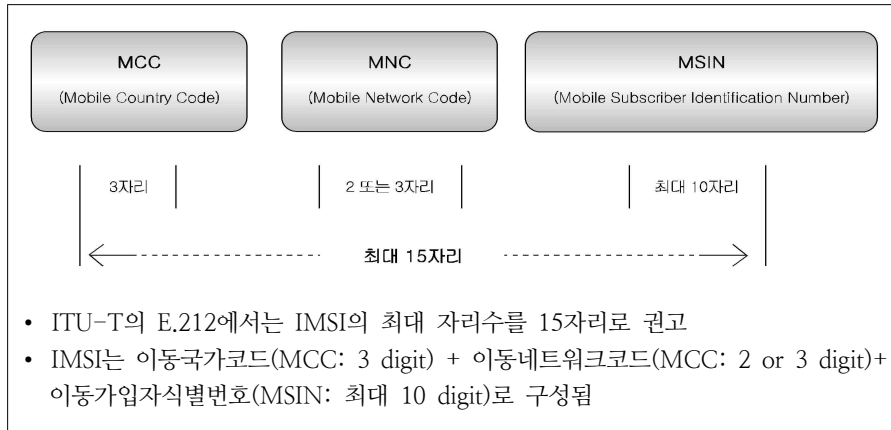 MCC
(Mobile Country Code)
MNC
(Mobile Network Code)
MSIN
(Mobile Subscriber Identification Number)
3자리
2 또는 3자리
최대 10자리
최대 15자리
• ITU-T의 E.212에서는 IMSI의 최대 자리수를 15자리로 권고
• IMSI는 이동국가코드(MCC: 3 digit) + 이동네트워크코드(MCC: 2 or 3 digit)+
이동가입자식별번호(MSIN: 최대 10 digit)로 구성됨